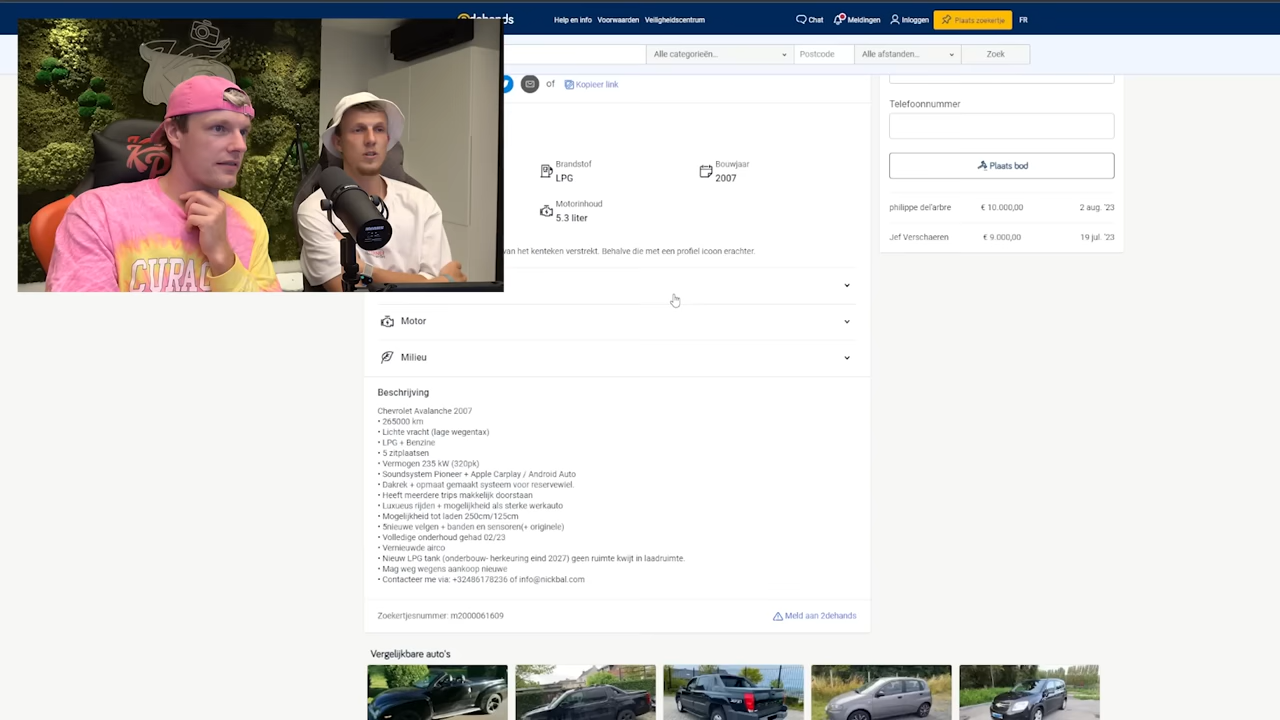 dehands
Help en info Voorwaarden Veiligheidscentrum
Chat Meldingen Inloggen Plaats zoekertje FR
Alle categorieën... Postcode Alle afstanden... Zoek
of Kopieer link
Telefoonnummer
Plaats bod
philippe del'arbre € 10.000,00 2 aug. '23
Jef Verschaeren € 9.000,00 19 jul. '23
Brandstof
LPG
Bouwjaar
2007
Motorinhoud
5.3 liter
van het kenteken verstrekt. Behalve die met een profiel icoon erachter.
Motor
Milieu
Beschrijving
Chevrolet Avalanche 2007
• 265000 km
• Lichte vracht (lage wegentax)
• LPG + Benzine
• 5 zitplaatsen
• Vermogen 235 kW (320pk)
• Soundsystem Pioneer + Apple Carplay / Android Auto
• Dakrek + opmaat gemaakt systeem voor reservewiel.
• Heeft meerdere trips makkelijk doorstaan
• Luxueus rijden + mogelijkheid als sterke werkauto
• Mogelijkheid tot laden 250cm/125cm
• 5nieuwe velgen + banden en sensoren(+ originele)
• Volledige onderhoud gehad 02/23
• Vernieuwde airco
• Nieuw LPG tank (onderbouw- herkeuring eind 2027) geen ruimte kwijt in laadruimte.
• Mag weg wegens aankoop nieuwe
• Contacteer me via: +32486178236 of info@nickbal.com
Zoekertjesnummer: m2000061609
Meld aan 2dehands
Vergelijkbare auto's